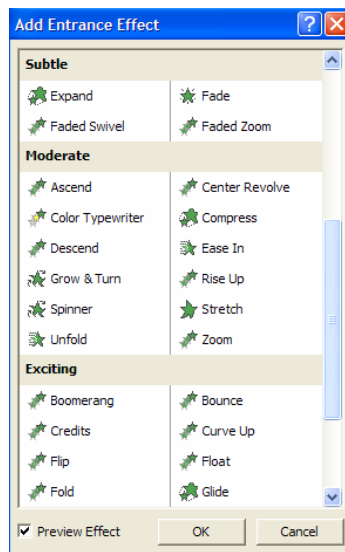 Add Entrance Effect
Subtle
Expand Fade
Faded Swivel Faded Zoom
Moderate
Ascend Center Revolve
Color Typewriter Compress
Descend Ease In
Grow & Turn Rise Up
Spinner Stretch
Unfold Zoom
Exciting
Boomerang Bounce
Credits Curve Up
Flip Float
Fold Glide
Preview Effect OK Cancel